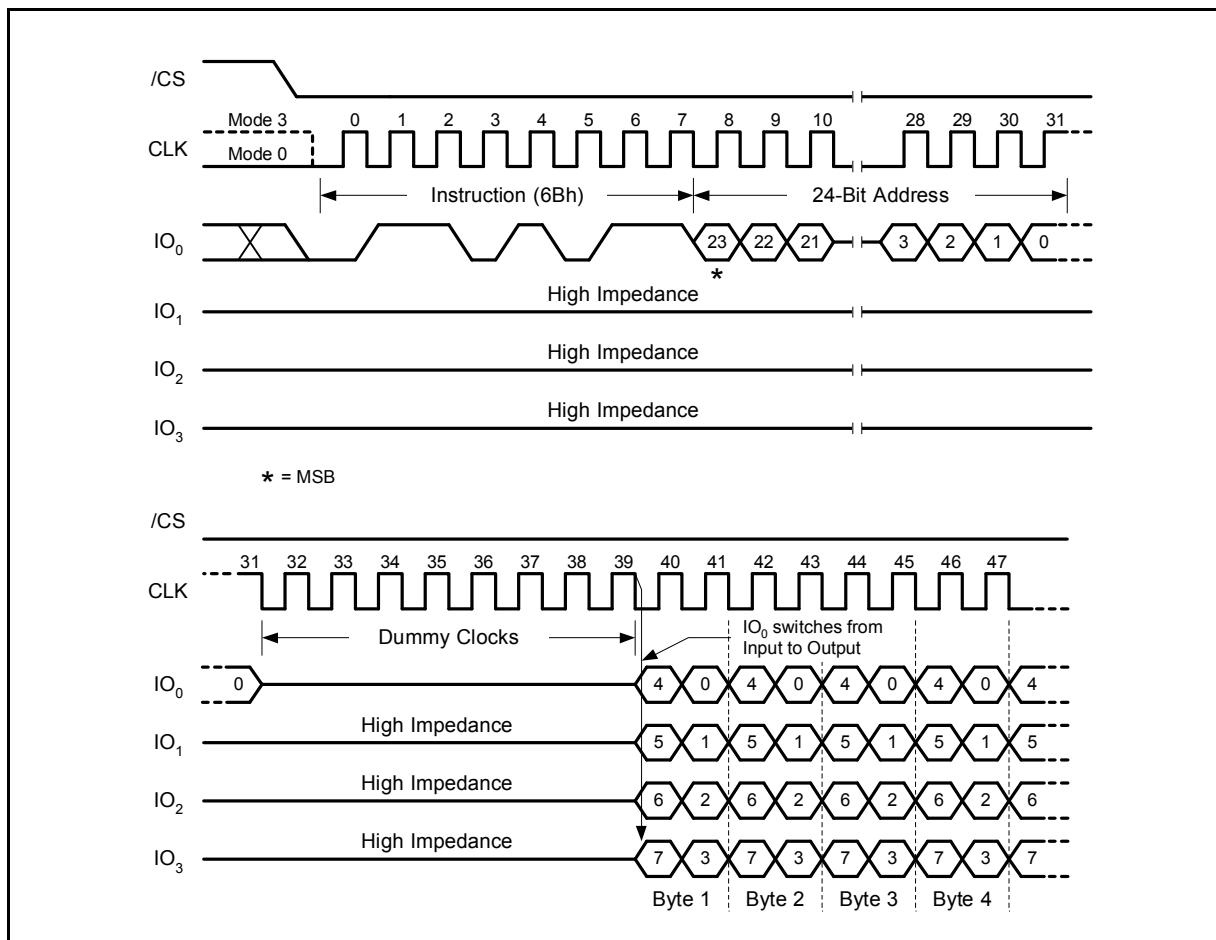 /CS
Mode 3 0 1 2 3 4 5 6 7 8 9 10 28 29 30 31
CLK Mode 0
Instruction (6Bh) 24-Bit Address
IO0 23 22 21 3 2 1 0
*
High Impedance
IO1
High Impedance
IO2
High Impedance
IO3
* = MSB
/CS
31 32 33 34 35 36 37 38 39 40 41 42 43 44 45 46 47
CLK
Dummy Clocks IO0 switches from
Input to Output
IO0 0 4 0 4 0 4 0 4 0 4
High Impedance
IO1 5 1 5 1 5 1 5 1 5
High Impedance
IO2 6 2 6 2 6 2 6 2 6
High Impedance
IO3 7 3 7 3 7 3 7 3 7
Byte 1 Byte 2 Byte 3 Byte 4